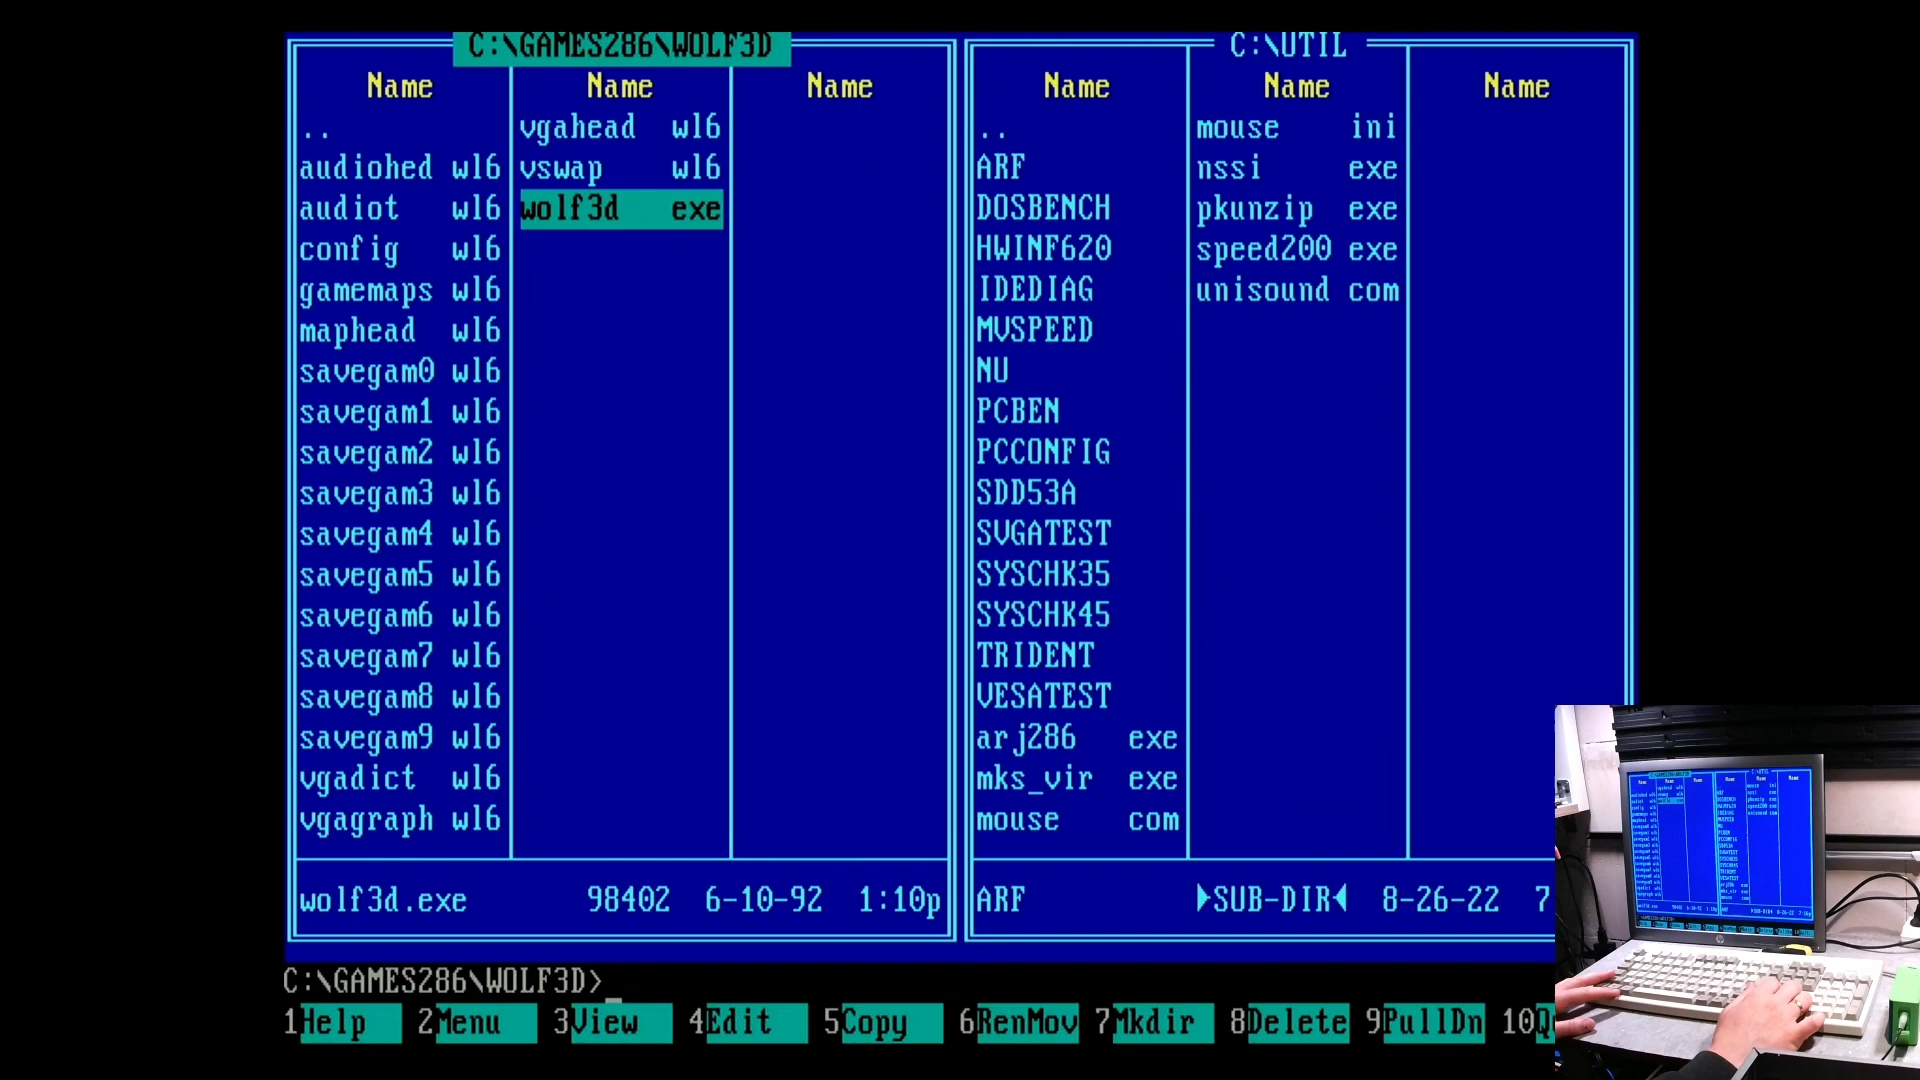 C:\GAMES286\WOLF3D
Name Name Name
..
audiohed wl6
audiot wl6
config wl6
gamemaps wl6
maphead wl6
savegam0 wl6
savegam1 wl6
savegam2 wl6
savegam3 wl6
savegam4 wl6
savegam5 wl6
savegam6 wl6
savegam7 wl6
savegam8 wl6
savegam9 wl6
vgadict wl6
vgagraph wl6
vgahead wl6
vswap wl6
wolf3d exe
wolf3d.exe 98402 6-10-92 1:10p
C:\UTIL
Name Name Name
..
ARF
DOSBENCH
HWINF620
IDEDIAG
MVSPEED
NU
PCBEN
PCCONFIG
SDD53A
SVGATEST
SYSCHK35
SYSCHK45
TRIDENT
VESATEST
arj286 exe
mks_vir exe
mouse com
mouse ini
nssi exe
pkunzip exe
speed200 exe
unisound com
ARF ►SUB-DIR◄ 8-26-22 7
C:\GAMES286\WOLF3D>
1Help 2Menu 3View 4Edit 5Copy 6RenMov 7Mkdir 8Delete 9PullDn 10Q